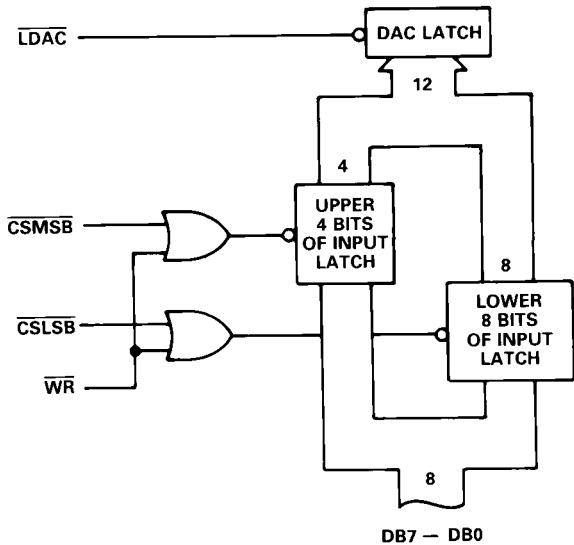 DAC LATCH
LDAC
12
4
UPPER
4 BITS
OF INPUT
LATCH
CSMSB
8
LOWER
8 BITS
OF INPUT
LATCH
CSLSB
WR
8
DB7 — DB0